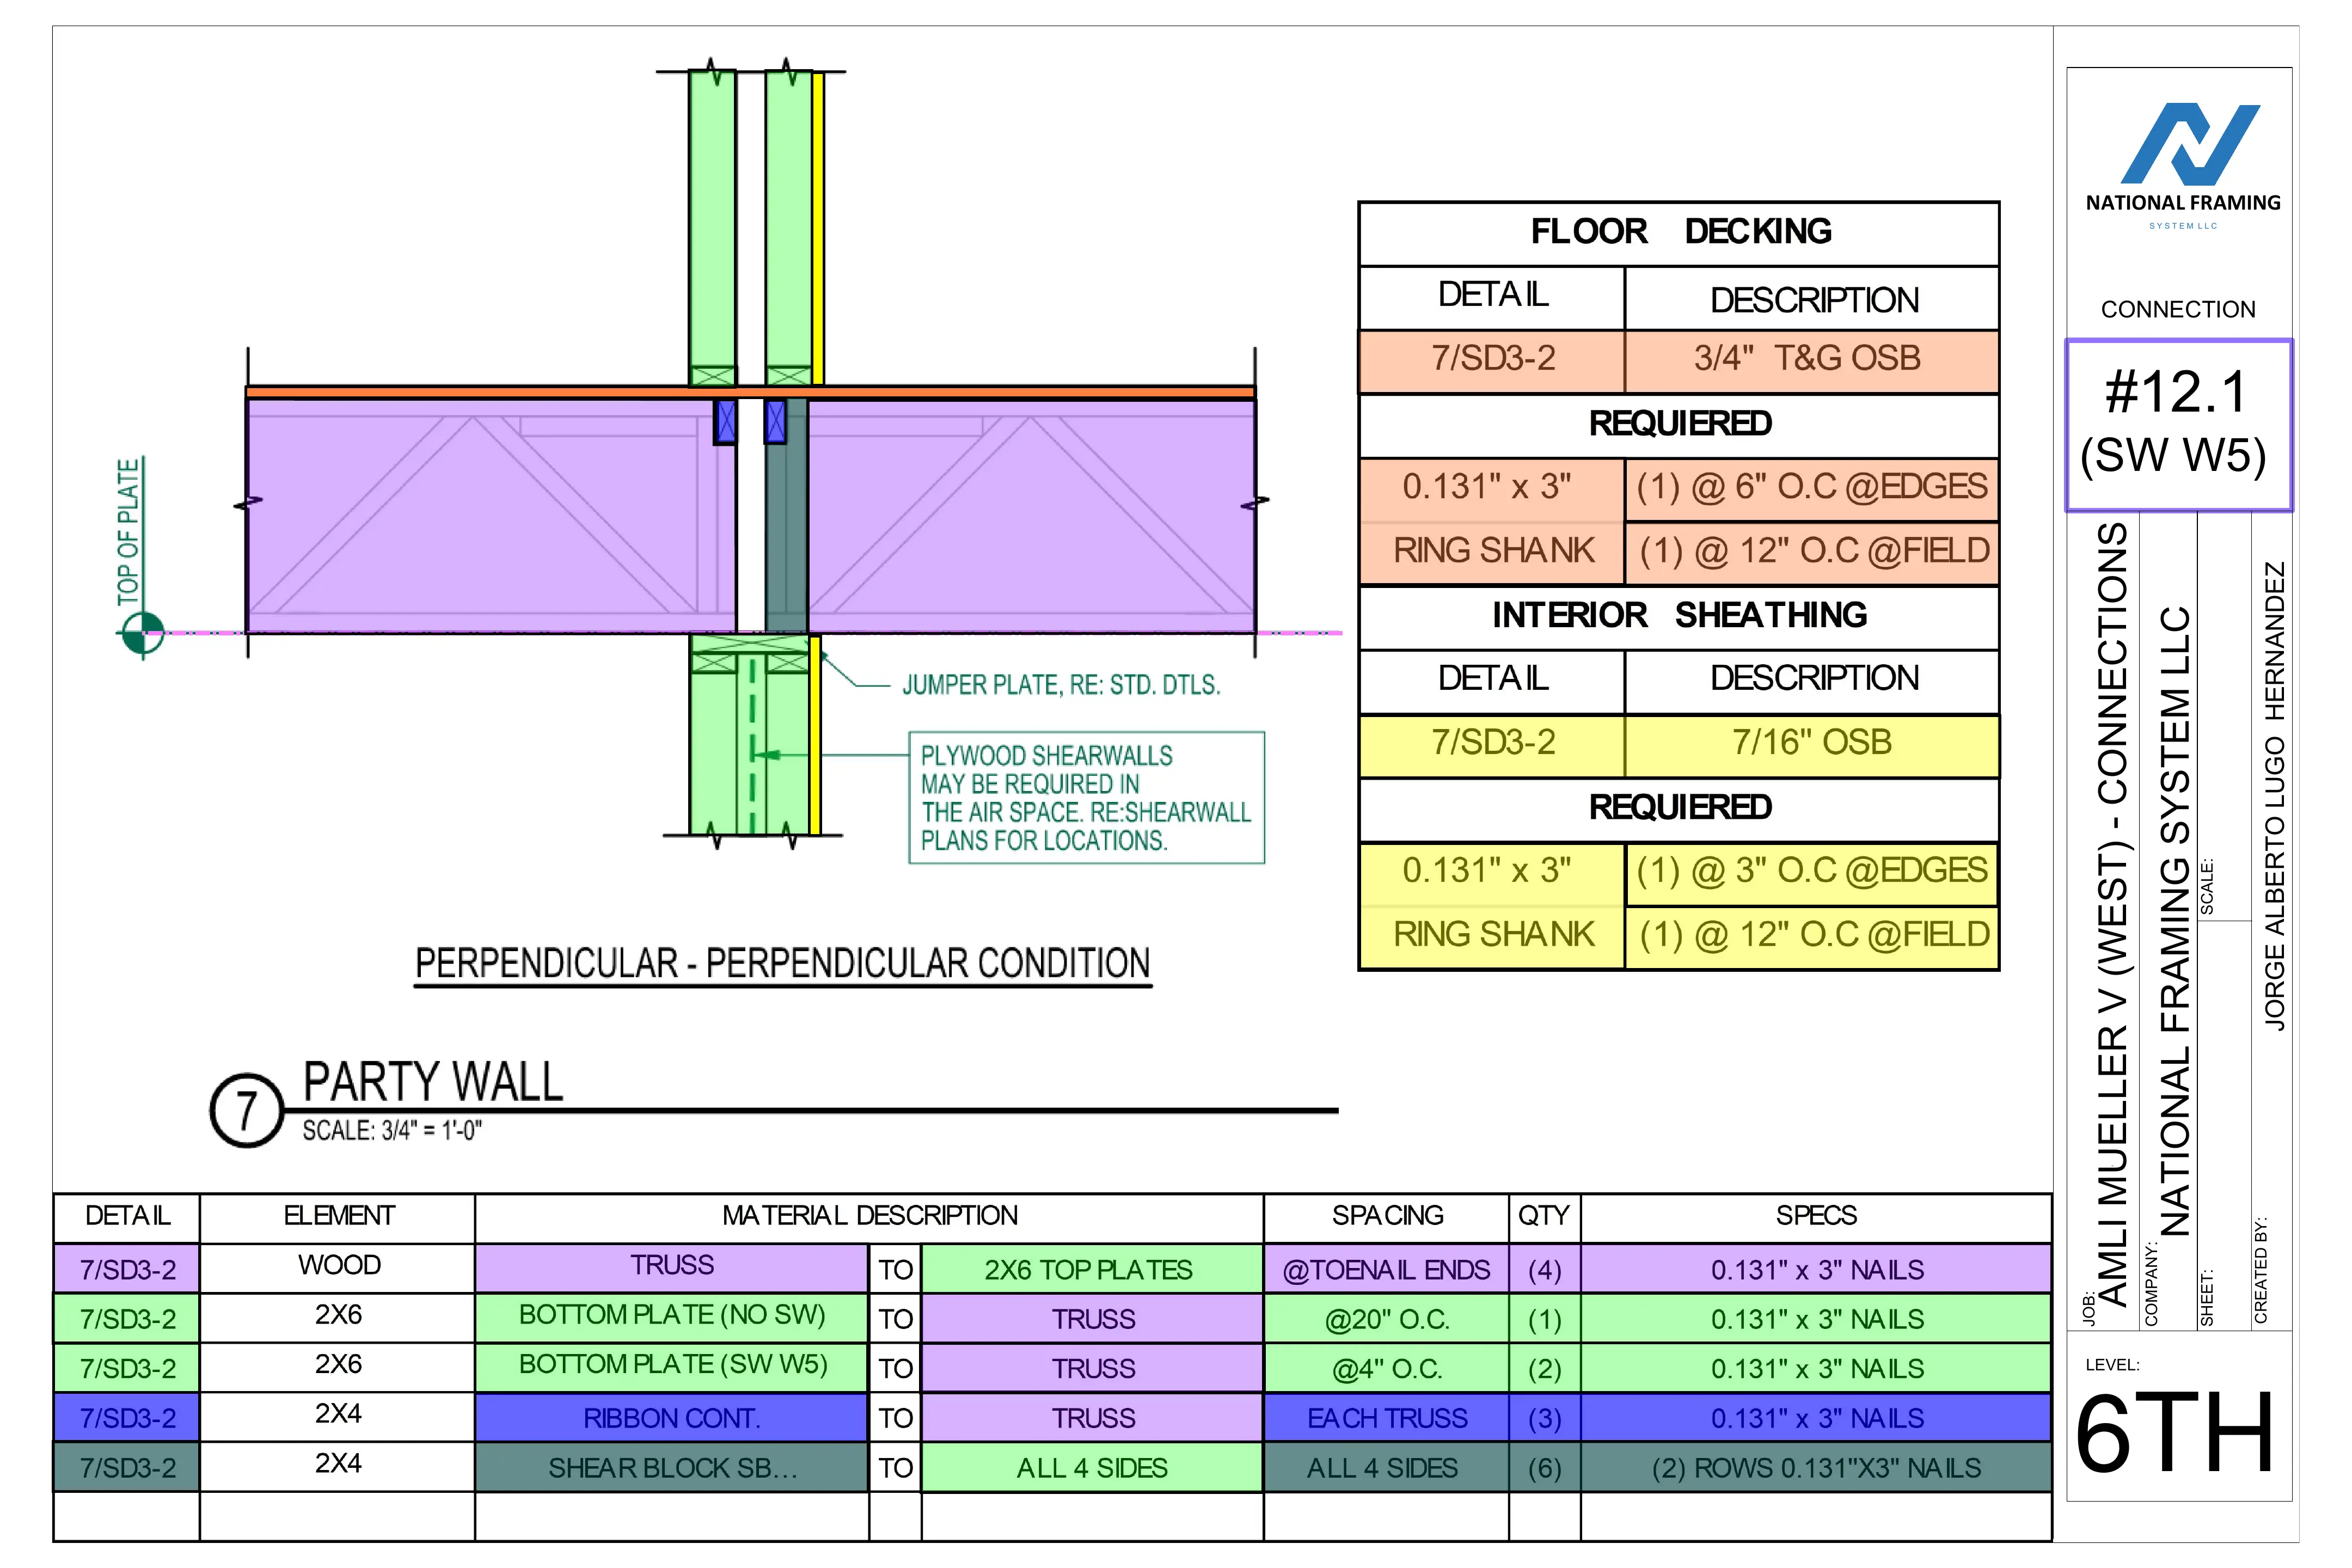 TOP OF PLATE
JUMPER PLATE, RE: STD. DTLS.
PLYWOOD SHEARWALLS
MAY BE REQUIRED IN
THE AIR SPACE. RE:SHEARWALL
PLANS FOR LOCATIONS.
PERPENDICULAR - PERPENDICULAR CONDITION
7
PARTY WALL
SCALE: 3/4" = 1'-0"
FLOOR DECKING
DETAIL DESCRIPTION
7/SD3-2 3/4" T&G OSB
REQUIERED
0.131" x 3" (1) @ 6" O.C @EDGES
RING SHANK (1) @ 12" O.C @FIELD
INTERIOR SHEATHING
DETAIL DESCRIPTION
7/SD3-2 7/16" OSB
REQUIERED
0.131" x 3" (1) @ 3" O.C @EDGES
RING SHANK (1) @ 12" O.C @FIELD
DETAIL ELEMENT MATERIAL DESCRIPTION SPACING QTY SPECS
7/SD3-2 WOOD TRUSS TO 2X6 TOP PLATES @TOENAIL ENDS (4) 0.131" x 3" NAILS
7/SD3-2 2X6 BOTTOM PLATE (NO SW) TO TRUSS @20" O.C. (1) 0.131" x 3" NAILS
7/SD3-2 2X6 BOTTOM PLATE (SW W5) TO TRUSS @4" O.C. (2) 0.131" x 3" NAILS
7/SD3-2 2X4 RIBBON CONT. TO TRUSS EACH TRUSS (3) 0.131" x 3" NAILS
7/SD3-2 2X4 SHEAR BLOCK SB... TO ALL 4 SIDES ALL 4 SIDES (6) (2) ROWS 0.131"X3" NAILS
NATIONAL FRAMING
SYSTEM LLC
CONNECTION
#12.1
(SW W5)
JOB: AMLI MUELLER V (WEST) - CONNECTIONS
COMPANY: NATIONAL FRAMING SYSTEM LLC
SHEET:
SCALE:
CREATED BY: JORGE ALBERTO LUGO HERNANDEZ
LEVEL:
6TH